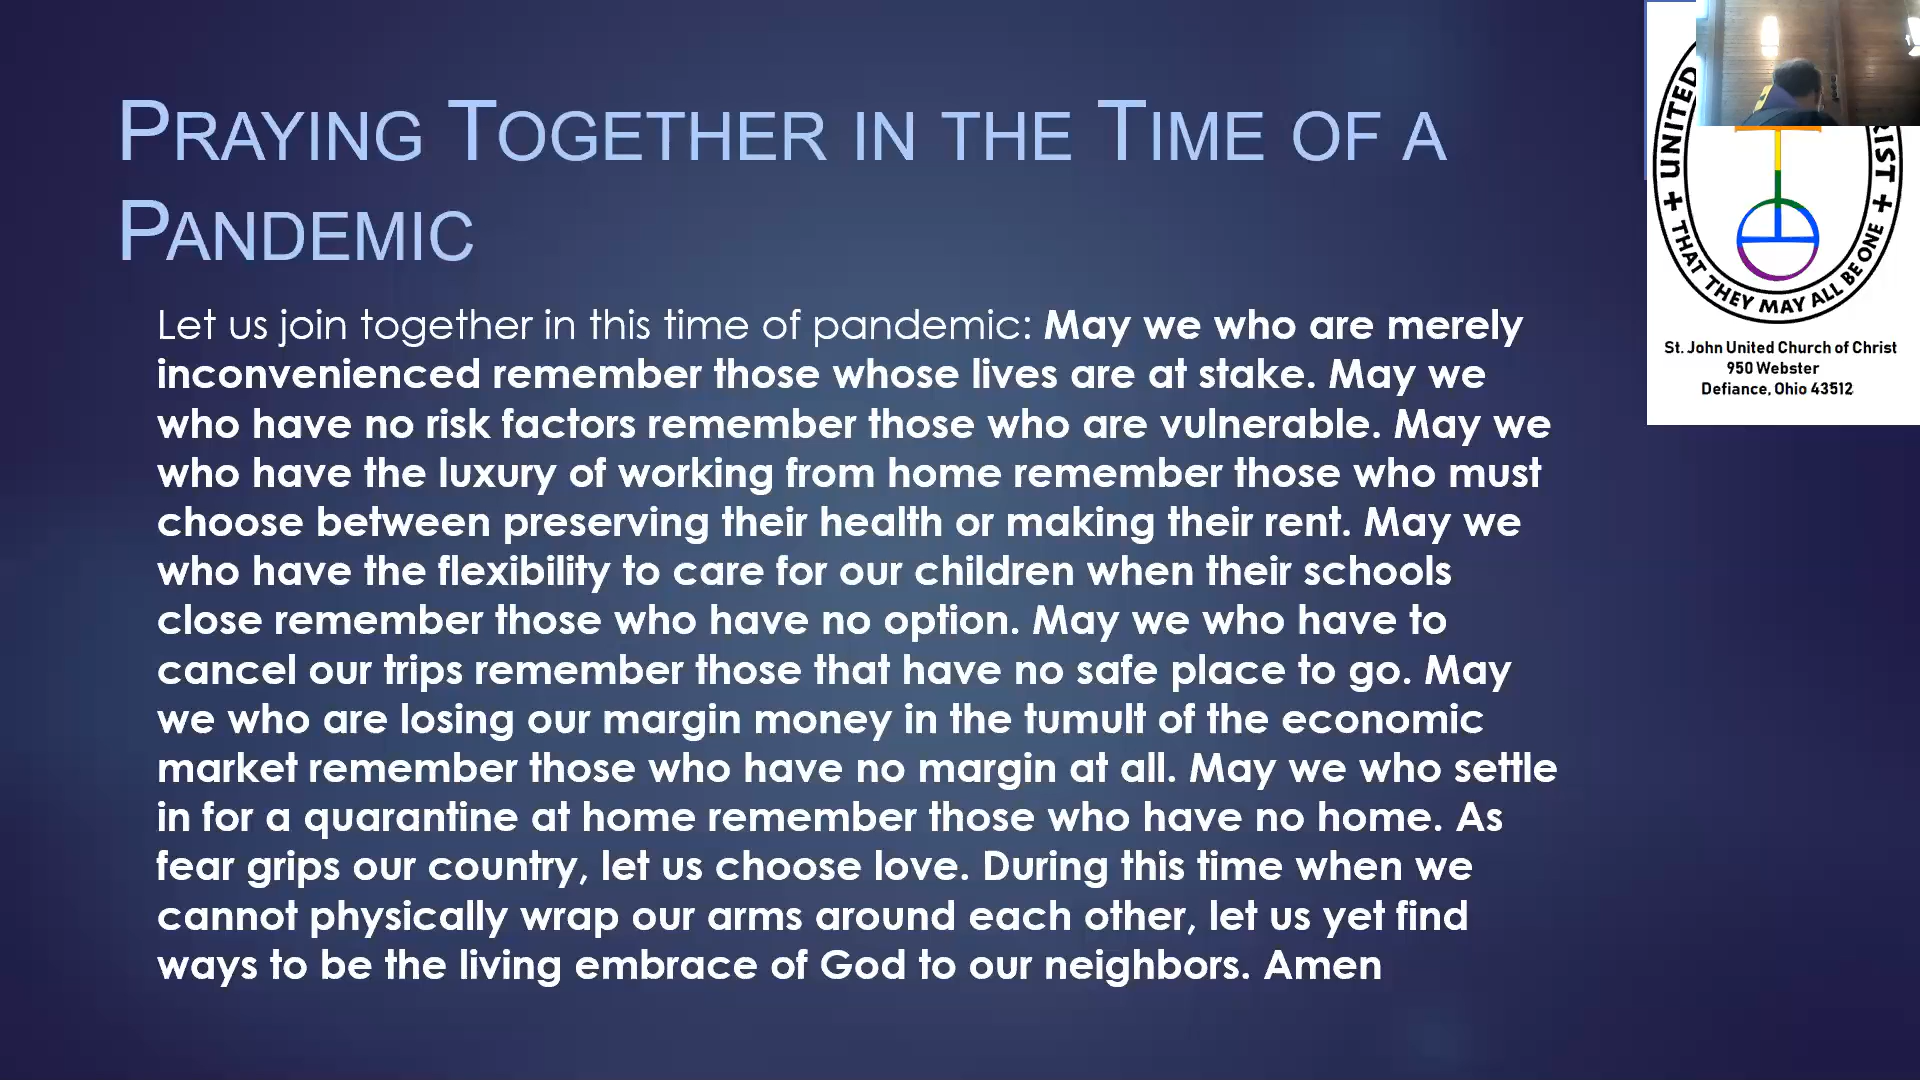 PRAYING TOGETHER IN THE TIME OF A
PANDEMIC
Let us join together in this time of pandemic: May we who are merely
inconvenienced remember those whose lives are at stake. May we
who have no risk factors remember those who are vulnerable. May we
who have the luxury of working from home remember those who must
choose between preserving their health or making their rent. May we
who have the flexibility to care for our children when their schools
close remember those who have no option. May we who have to
cancel our trips remember those that have no safe place to go. May
we who are losing our margin money in the tumult of the economic
market remember those who have no margin at all. May we who settle
in for a quarantine at home remember those who have no home. As
fear grips our country, let us choose love. During this time when we
cannot physically wrap our arms around each other, let us yet find
ways to be the living embrace of God to our neighbors. Amen
UNITED
THAT THEY MAY ALL BE ONE
St. John United Church of Christ
950 Webster
Defiance, Ohio 43512